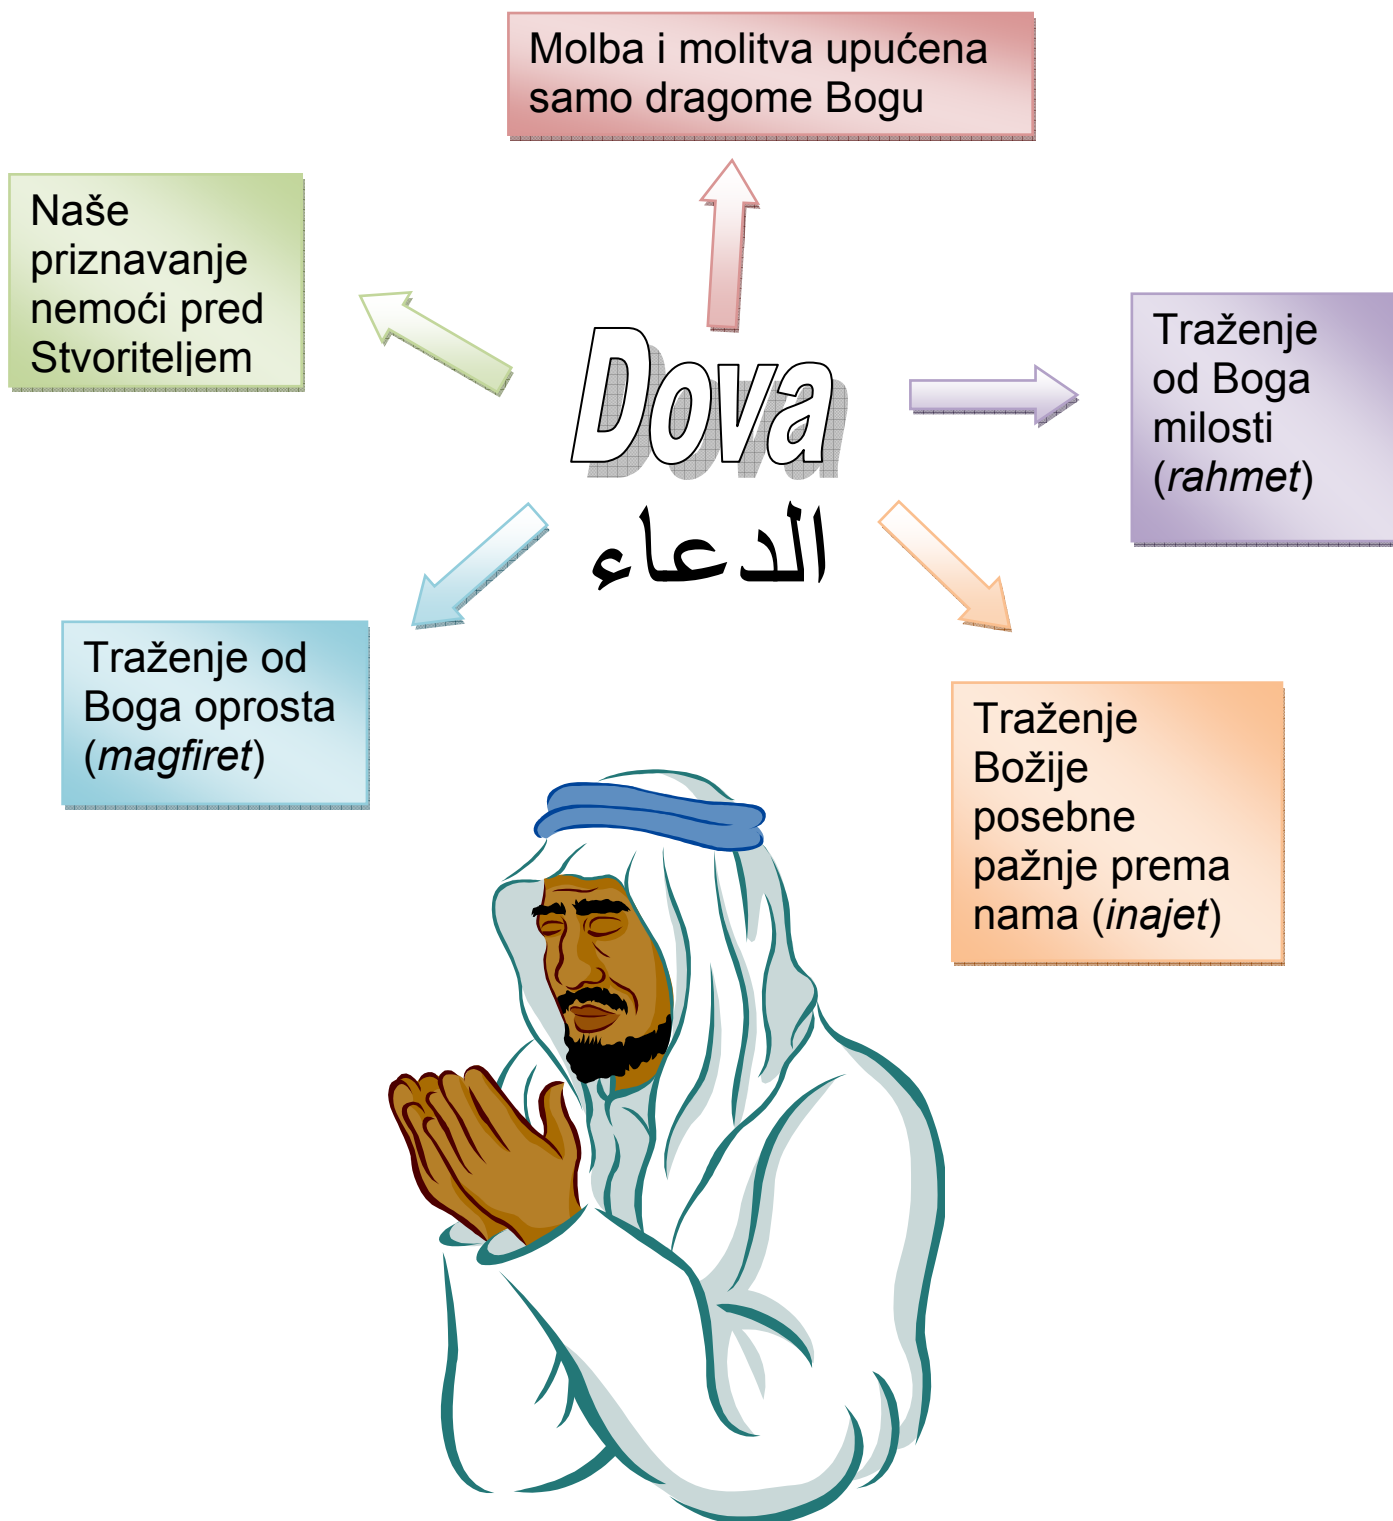 Molba i molitva upućena
samo dragome Bogu
Naše
priznavanje
nemoći pred
Stvoriteljem
Traženje
od Boga
milosti
(rahmet)
Dova
الدعاء
Traženje od
Boga oprosta
(magfiret)
Traženje
Božije
posebne
pažnje prema
nama (inajet)